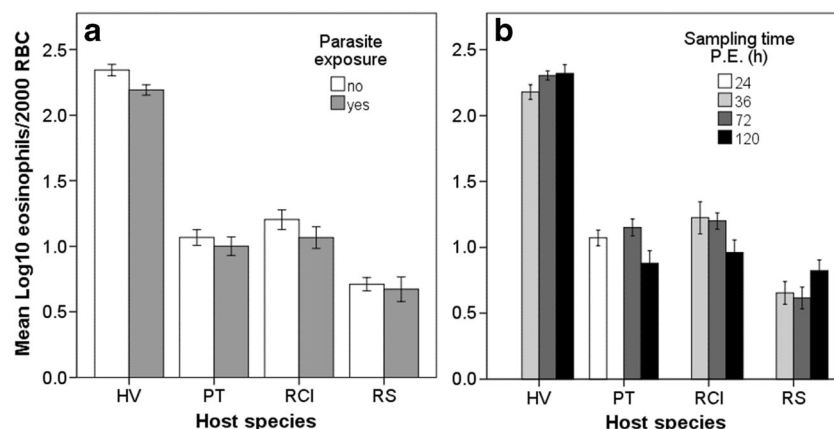 a
Parasite
exposure
no
yes
Mean Log10 eosinophils/2000 RBC
2.5
2.0
1.5
1.0
0.5
0.0
HV
PT
RCI
RS
Host species
b
Sampling time
P.E. (h)
24
36
72
120
2.5
2.0
1.5
1.0
0.5
0.0
HV
PT
RCI
RS
Host species